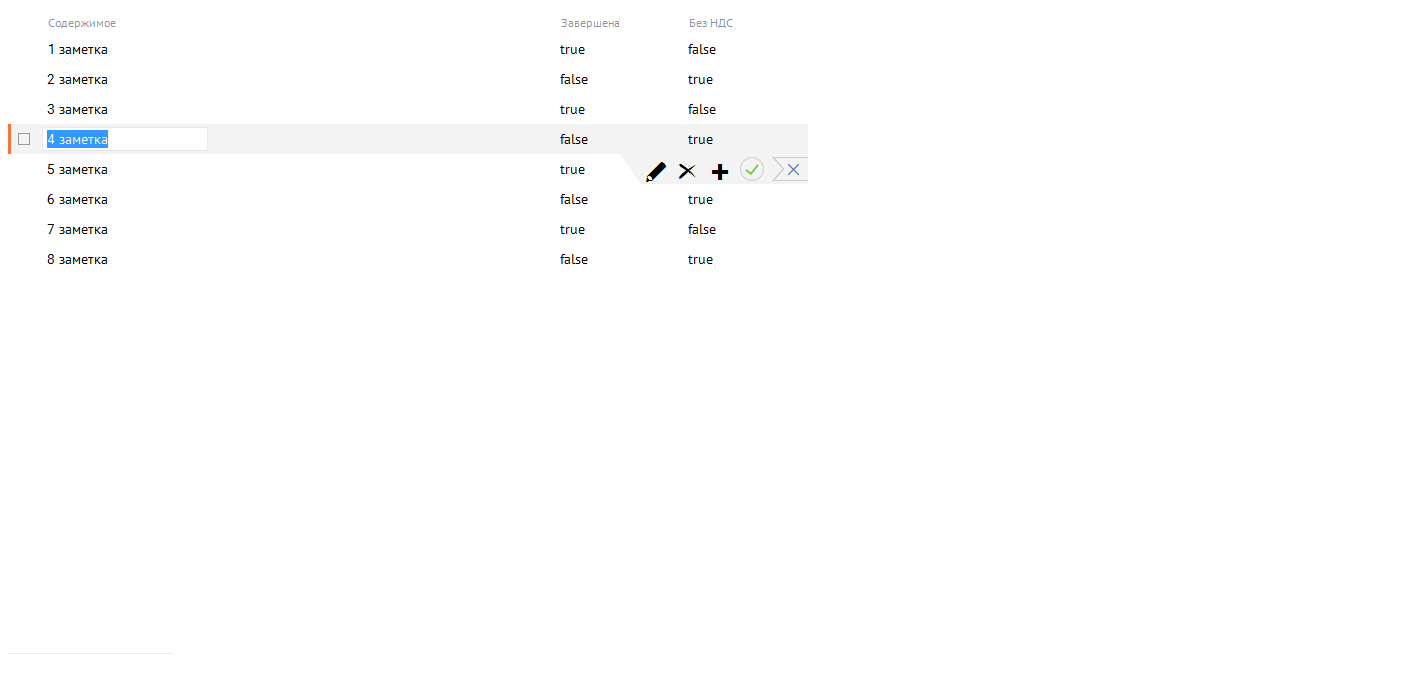 Содержимое Завершена Без НДС
1 заметка true false
2 заметка false true
3 заметка true false
4 заметка false true
5 заметка true
6 заметка false true
7 заметка true false
8 заметка false true